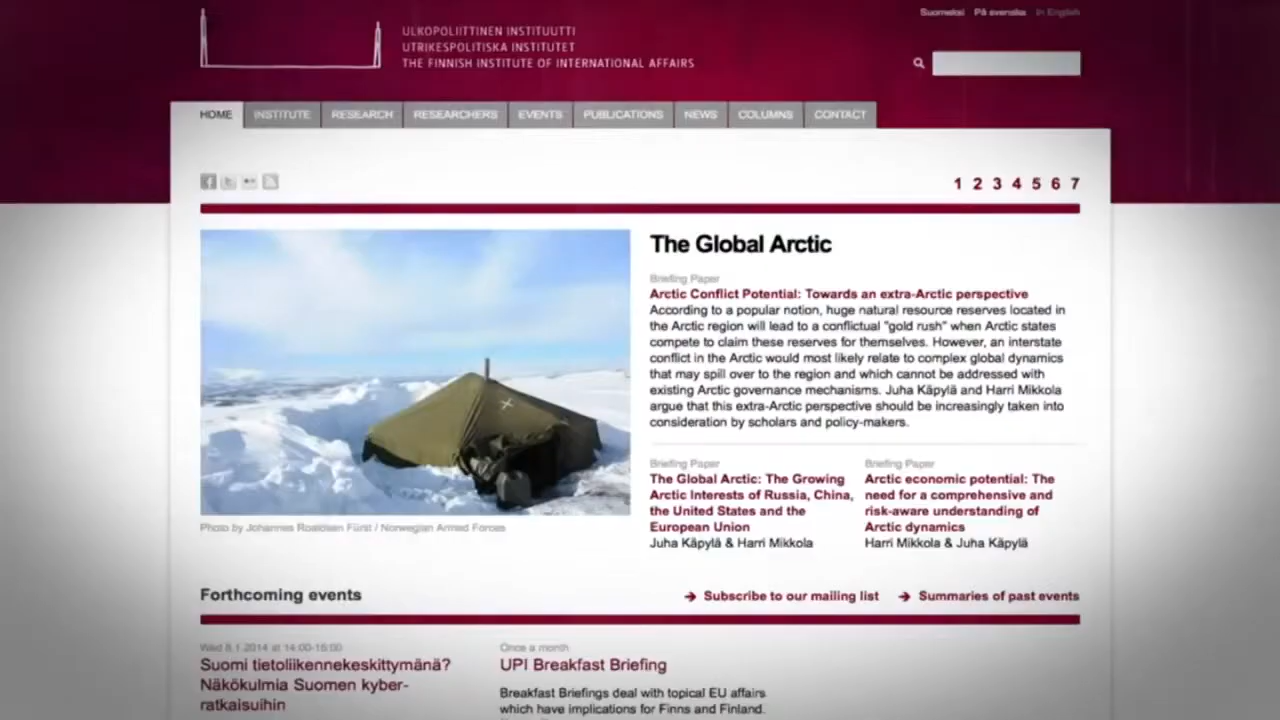 Suomeksi På svenska In English
ULKOPOLIITTINEN INSTITUUTTI
UTRIKESPOLITISKA INSTITUTET
THE FINNISH INSTITUTE OF INTERNATIONAL AFFAIRS
HOME INSTITUTE RESEARCH RESEARCHERS EVENTS PUBLICATIONS NEWS COLUMNS CONTACT
1 2 3 4 5 6 7
The Global Arctic
Briefing Paper
Arctic Conflict Potential: Towards an extra-Arctic perspective
According to a popular notion, huge natural resource reserves located in
the Arctic region will lead to a conflictual "gold rush" when Arctic states
compete to claim these reserves for themselves. However, an interstate
conflict in the Arctic would most likely relate to complex global dynamics
that may spill over to the region and which cannot be addressed with
existing Arctic governance mechanisms. Juha Käpylä and Harri Mikkola
argue that this extra-Arctic perspective should be increasingly taken into
consideration by scholars and policy-makers.
Briefing Paper
The Global Arctic: The Growing
Arctic Interests of Russia, China,
the United States and the
European Union
Juha Käpylä & Harri Mikkola
Briefing Paper
Arctic economic potential: The
need for a comprehensive and
risk-aware understanding of
Arctic dynamics
Harri Mikkola & Juha Käpylä
Photo by Johannes Roaldsen Fürst / Norwegian Armed Forces
Forthcoming events
Subscribe to our mailing list
Summaries of past events
Wed 8.1.2014 at 14:00-16:00
Suomi tietoliikennekeskittymänä?
Näkökulmia Suomen kyber-
ratkaisuihin
Once a month
UPI Breakfast Briefing
Breakfast Briefings deal with topical EU affairs
which have implications for Finns and Finland.